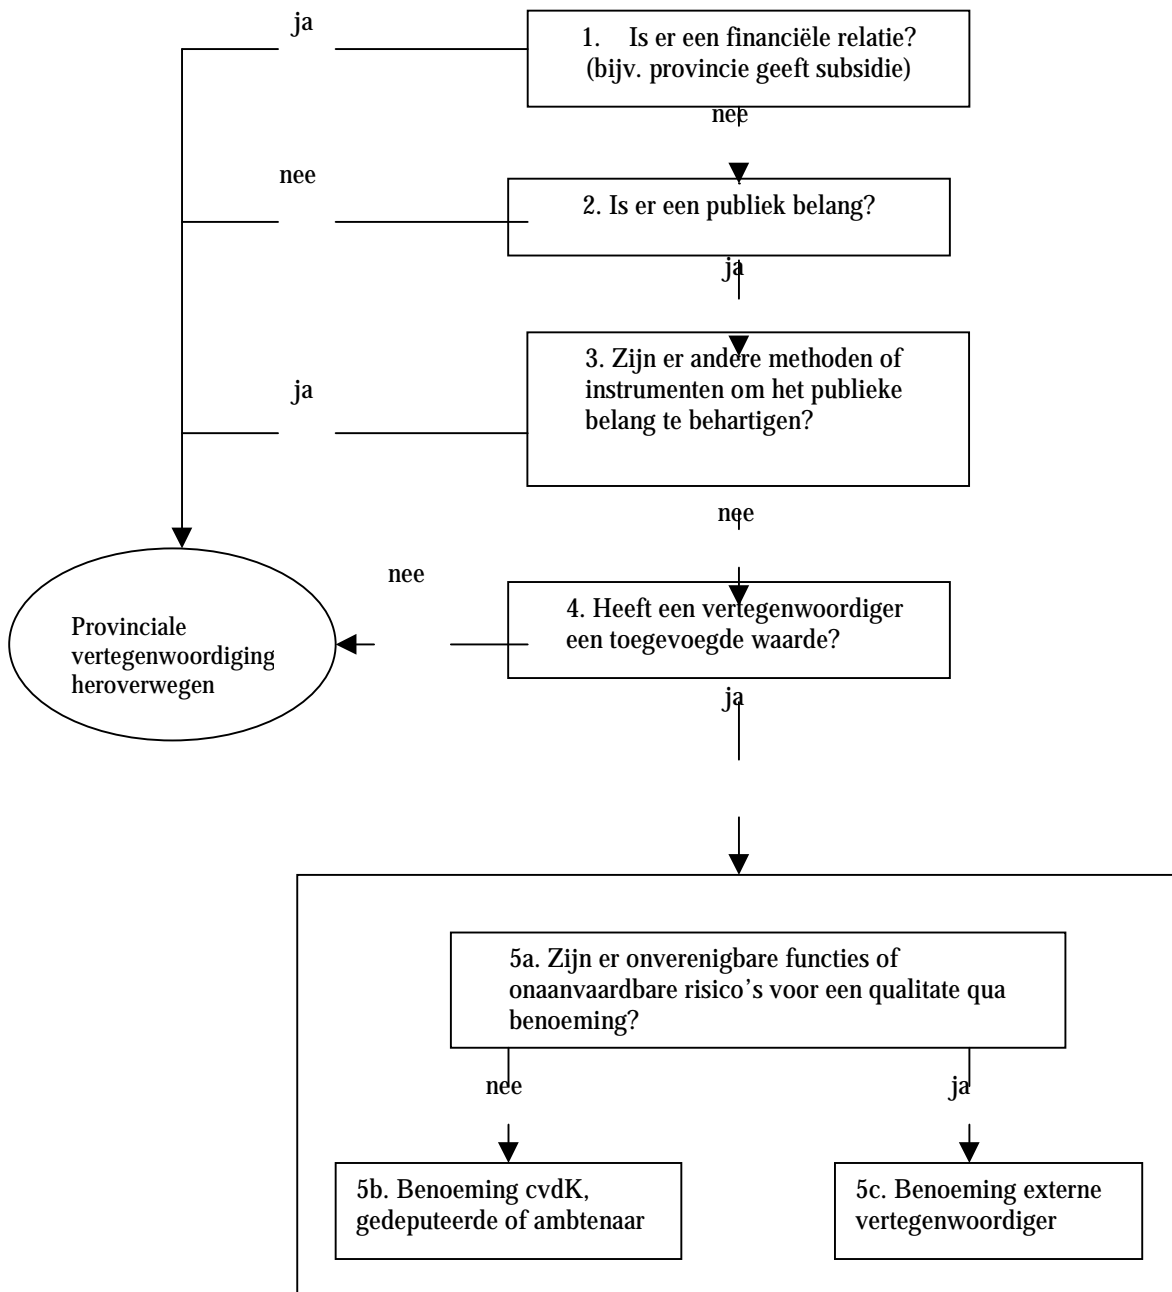 ja
1. Is er een financiële relatie?
(bijv. provincie geeft subsidie)
nee
nee
2. Is er een publiek belang?
ja
3. Zijn er andere methoden of
instrumenten om het publieke
belang te behartigen?
ja
nee
nee
4. Heeft een vertegenwoordiger
een toegevoegde waarde?
Provinciale
vertegenwoordiging
heroverwegen
ja
5a. Zijn er onverenigbare functies of
onaanvaardbare risico’s voor een qualitate qua
benoeming?
nee
ja
5b. Benoeming cvdK,
gedeputeerde of ambtenaar
5c. Benoeming externe
vertegenwoordiger